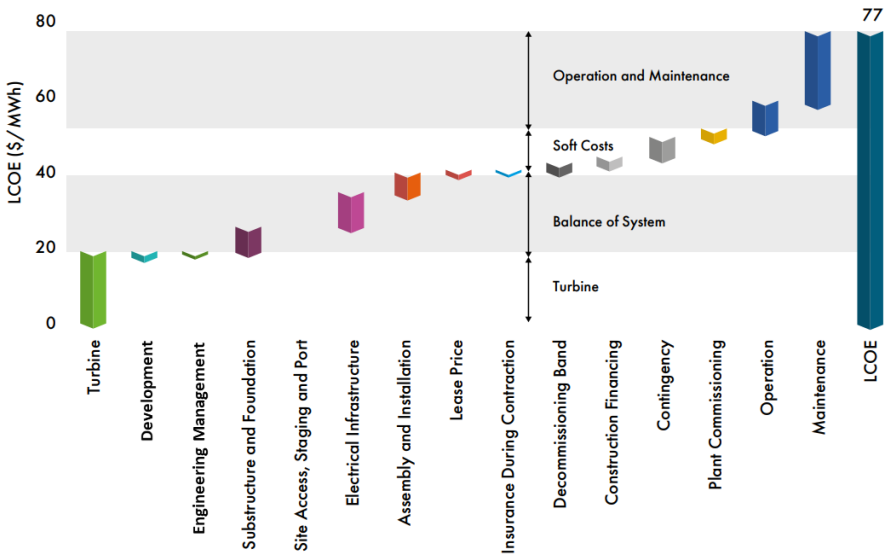 77
80
60
40
20
0
LCOE ($/MWh)
Operation and Maintenance
Soft Costs
Balance of System
Turbine
Turbine
Development
Engineering Management
Substructure and Foundation
Site Access, Staging and Port
Electrical Infrastructure
Assembly and Installation
Lease Price
Insurance During Contraction
Decommissioning Band
Construction Financing
Contingency
Plant Commissioning
Operation
Maintenance
LCOE